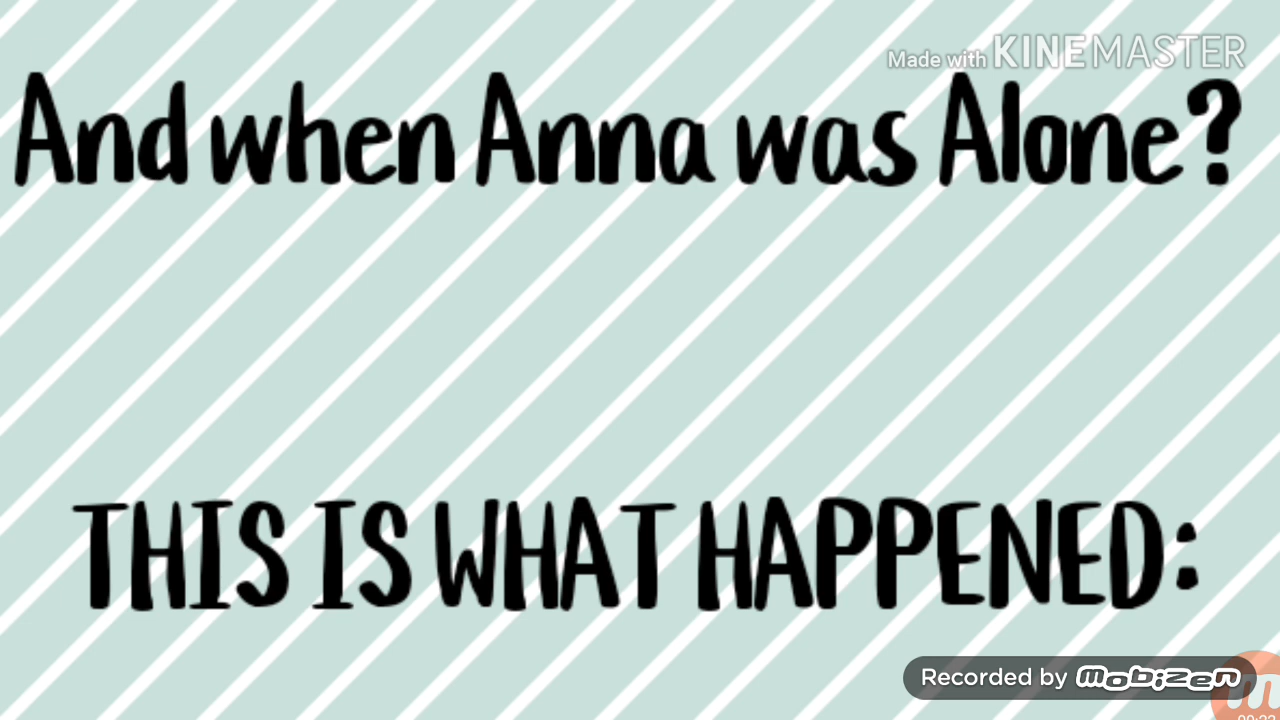 Made with KINEMASTER
And when Anna was Alone?
THIS IS WHAT HAPPENED:
Recorded by mobizen